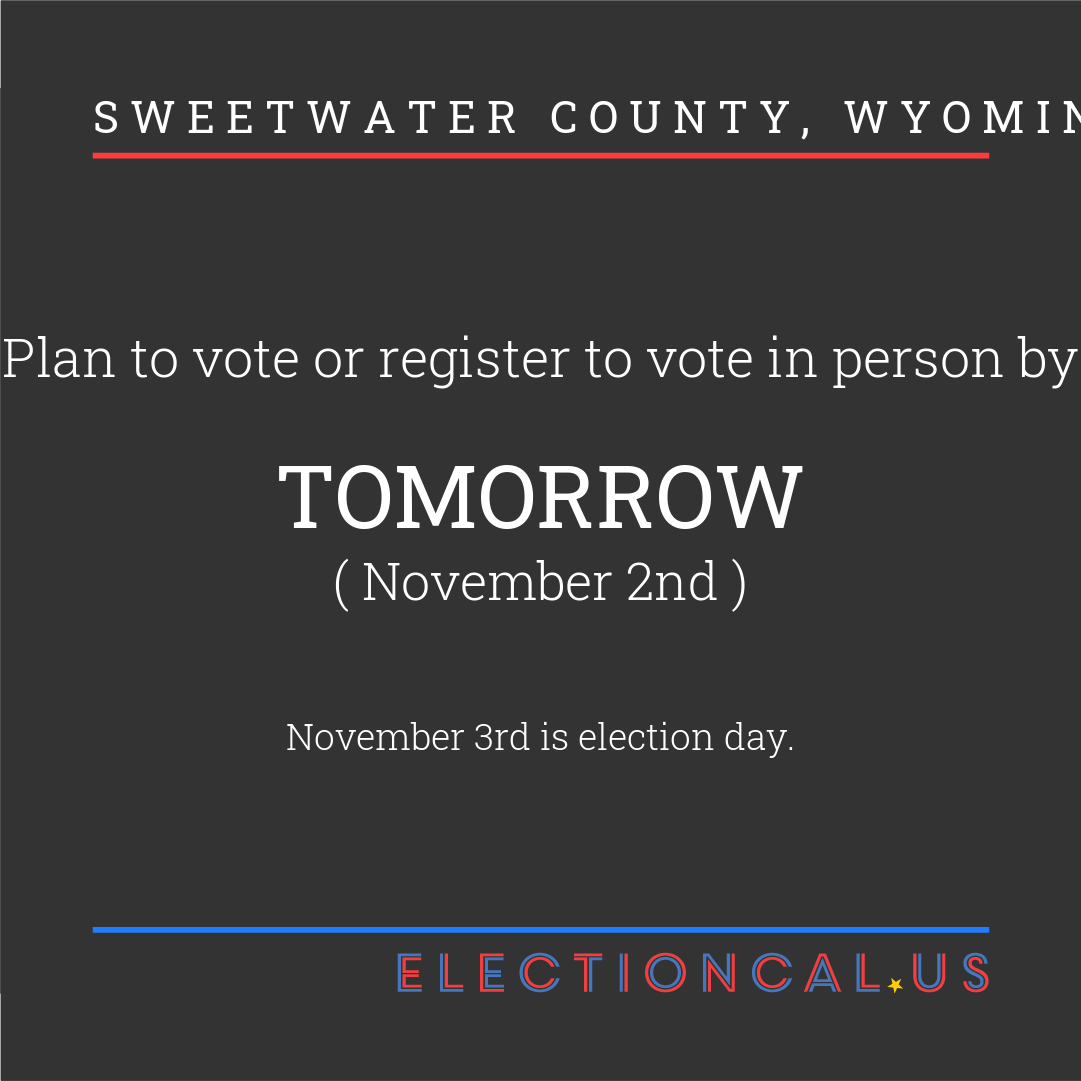 SWEETWATER COUNTY, WYOMIN
Plan to vote or register to vote in person by
TOMORROW
( November 2nd )
November 3rd is election day.
ELECTIONCAL.US